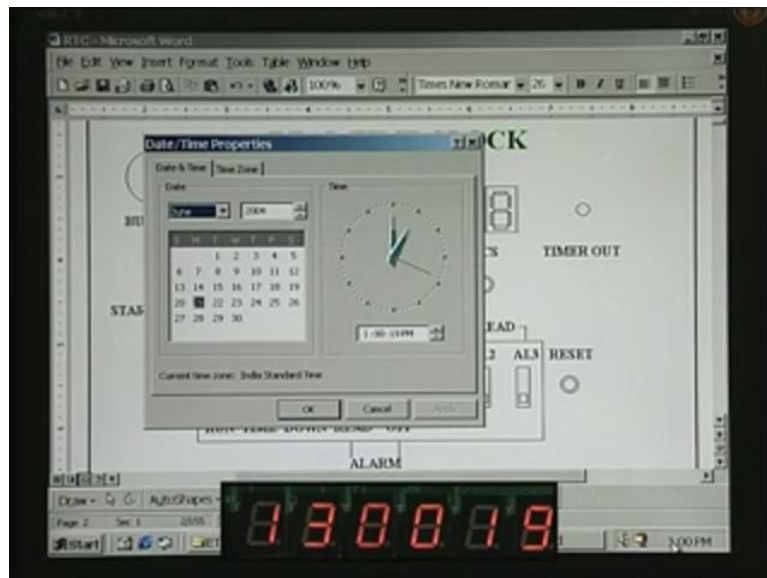 RTC - Microsoft Word
File Edit View Insert Format Tools Table Window Help
100% Times New Roman 26 B I U
Date/Time Properties
CK
Date & Time Time Zone
Date
Time
June 2004
S M T W T F S
1 2 3 4 5
6 7 8 9 10 11 12
13 14 15 16 17 18 19
20 21 22 23 24 25 26
27 28 29 30
1:00:19 PM
Current time zone: India Standard Time
OK Cancel Apply
TIMER OUT
EAD
2 AL3 RESET
ALARM
Draw AutoShapes
Page 2 Sec 1
Start
1:00 PM
130019